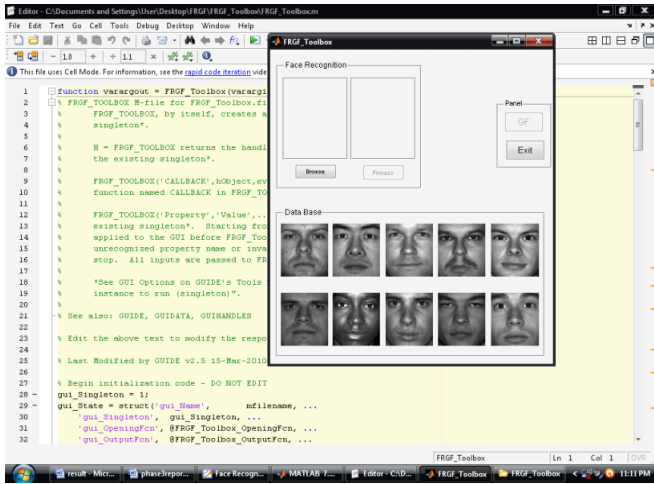 Editor - C:\Documents and Settings\User\Desktop\FRGF\FRGF_Toolbox\FRGF_Toolbox.m
File Edit Text Go Cell Tools Debug Desktop Window Help
- 1.0 + ÷ 1.1 ×
This file uses Cell Mode. For information, see the rapid code iteration vide
1 function varargout = FRGF_Toolbox(varargi
2 % FRGF_TOOLBOX M-file for FRGF_Toolbox.fi
3 % FRGF_TOOLBOX, by itself, creates a
4 % singleton*.
5 %
6 % H = FRGF_TOOLBOX returns the handl
7 % the existing singleton*.
8 %
9 % FRGF_TOOLBOX('CALLBACK',hObject,ev
10 % function named CALLBACK in FRGF_TO
11 %
12 % FRGF_TOOLBOX('Property','Value',..
13 % existing singleton*. Starting fro
14 % applied to the GUI before FRGF_Too
15 % unrecognized property name or inva
16 % stop. All inputs are passed to FR
17 %
18 % *See GUI Options on GUIDE's Tools
19 % instance to run (singleton)".
20 %
21 % See also: GUIDE, GUIDATA, GUIHANDLES
22
23 % Edit the above text to modify the respo
24
25 % Last Modified by GUIDE v2.5 15-Mar-2010
26
27 % Begin initialization code - DO NOT EDIT
28 - gui_Singleton = 1;
29 - gui_State = struct('gui_Name', mfilename, ...
30 'gui_Singleton', gui_Singleton, ...
31 'gui_OpeningFcn', @FRGF_Toolbox_OpeningFcn, ...
32 'gui_OutputFcn', @FRGF_Toolbox_OutputFcn, ...
FRGF_Toolbox
Face Recognition
Browse
Process
Panel
GF
Exit
Data Base
FRGF_Toolbox Ln 1 Col 1 OVR
result - Micr... phase3repor... Face Recogn... MATLAB 7.... Editor - C:\D... FRGF_Toolbox FRGF_Toolbox 11:11 PM